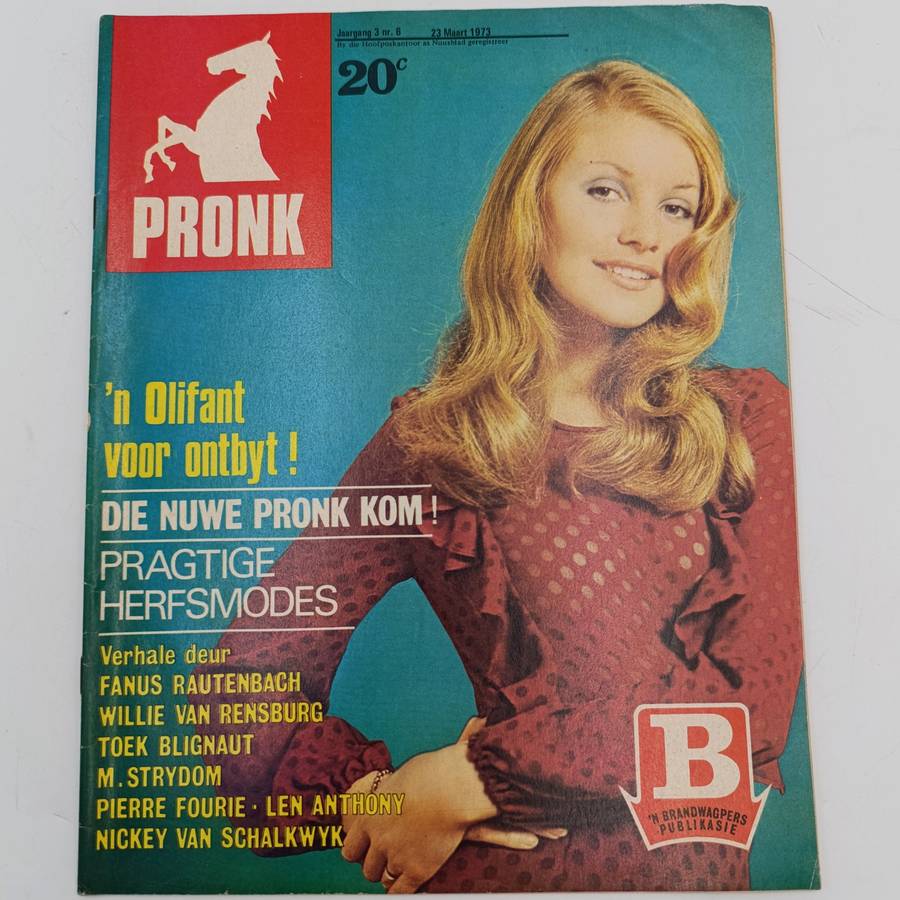 Jaargang 3 nr. 6 23 Maart 1973
By die Hoofposkantoor as Nuusblad geregistreer
20c
PRONK
'n Olifant
voor ontbyt !
DIE NUWE PRONK KOM !
PRAGTIGE
HERFSMODES
Verhale deur
FANUS RAUTENBACH
WILLIE VAN RENSBURG
TOEK BLIGNAUT
M. STRYDOM
PIERRE FOURIE · LEN ANTHONY
NICKEY VAN SCHALKWYK
B
'N BRANDWAGPERS
PUBLIKASIE